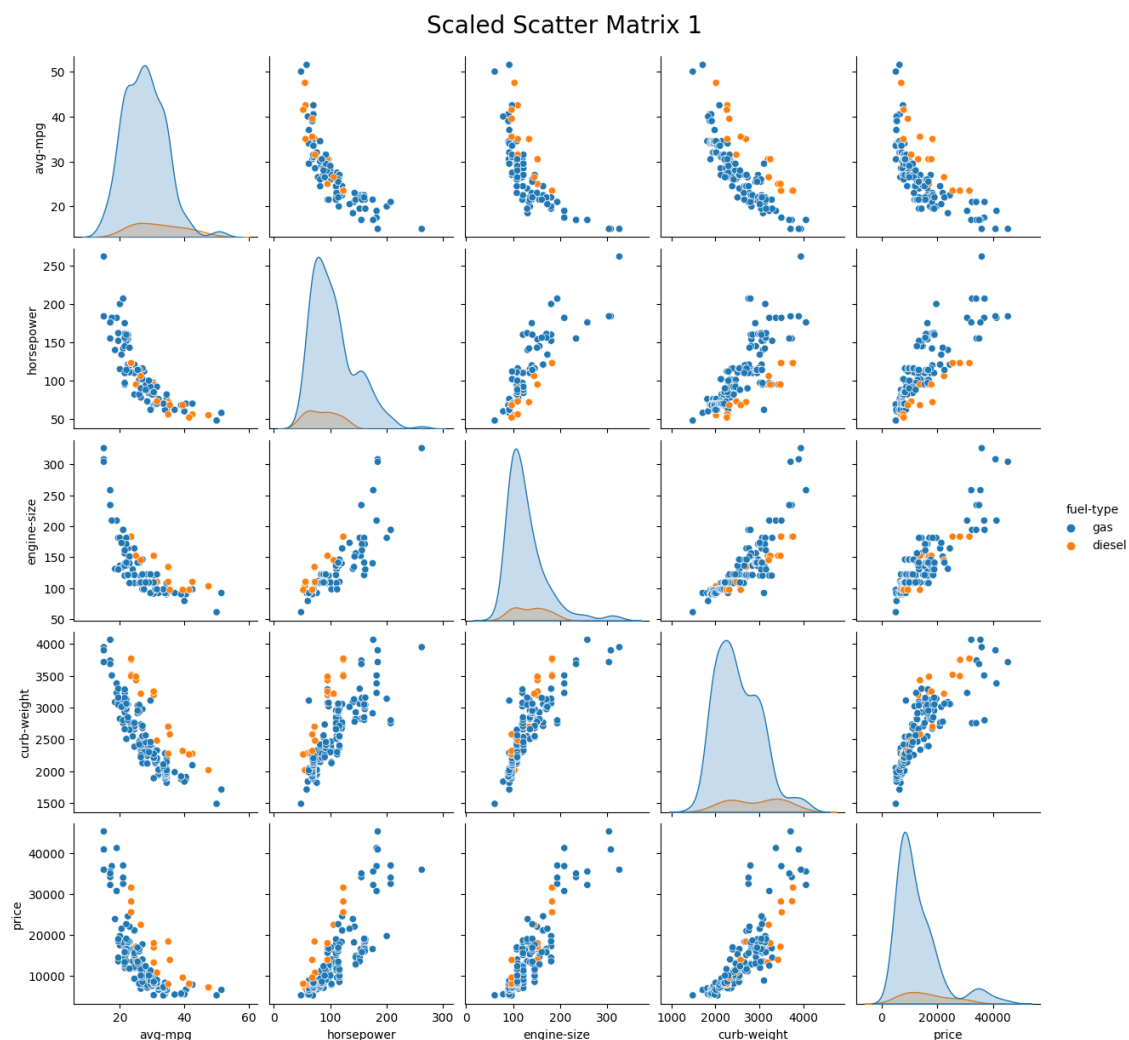 Scaled Scatter Matrix 1
50
40
30
20
avg-mpg
250
200
150
100
50
horsepower
300
250
200
150
100
50
engine-size
4000
3500
3000
2500
2000
1500
curb-weight
40000
30000
20000
10000
price
fuel-type
gas
diesel
20 40 60
0 100 200 300
0 100 200 300
1000 2000 3000 4000
0 20000 40000
avg-mpg
horsepower
engine-size
curb-weight
price